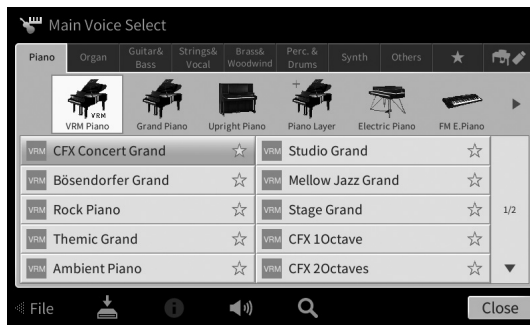 Main Voice Select
Piano
Organ
Guitar&
Bass
Strings&
Vocal
Brass&
Woodwind
Perc. &
Drums
Synth
Others
VRM
VRM Piano
Grand Piano
Upright Piano
Piano Layer
Electric Piano
FM E.Piano
VRM CFX Concert Grand
VRM Studio Grand
VRM Bösendorfer Grand
VRM Mellow Jazz Grand
VRM Rock Piano
VRM Stage Grand
1/2
VRM Themic Grand
VRM CFX 1Octave
VRM Ambient Piano
VRM CFX 2Octaves
File
Close